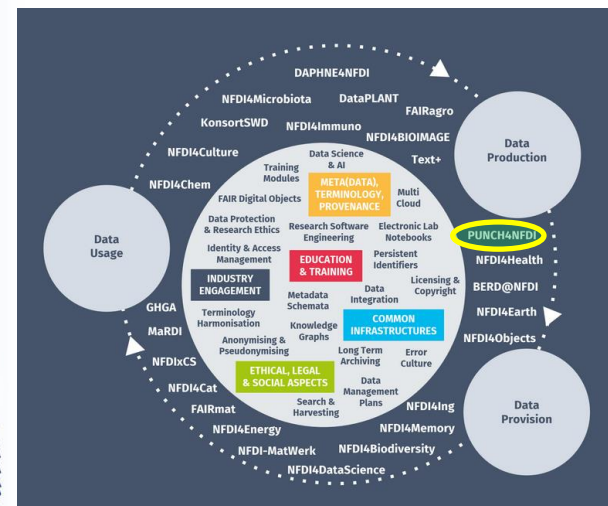 DAPHNE4NFDI
NFDI4Microbiota
DataPLANT
FAIRagro
KonsortSWD
NFDI4Immuno
NFDI4BIOIMAGE
Text+
NFDI4Culture
NFDI4Chem
Data
Production
Data Science
& AI
Training
Modules
META(DATA),
TERMINOLOGY,
PROVENANCE
Multi
Cloud
FAIR Digital Objects
Data Protection
& Research Ethics
Research Software
Engineering
Electronic Lab
Notebooks
PUNCH4NFDI
Data
Usage
Identity & Access
Management
EDUCATION
& TRAINING
Persistent
Identifiers
NFDI4Health
INDUSTRY
ENGAGEMENT
Metadata
Schemata
Data
Integration
Licensing &
Copyright
BERD@NFDI
GHGA
Terminology
Harmonisation
Knowledge
Graphs
COMMON
INFRASTRUCTURES
NFDI4Earth
MaRDI
Anonymising &
Pseudonymising
Long Term
Archiving
Error
Culture
NFDI4Objects
NFDIxCS
ETHICAL, LEGAL
& SOCIAL ASPECTS
Data
Management
Plans
NFDI4Cat
Search &
Harvesting
FAIRmat
NFDI4Ing
NFDI4Energy
NFDI4Memory
Data
Provision
NFDI-MatWerk
NFDI4Biodiversity
NFDI4DataScience